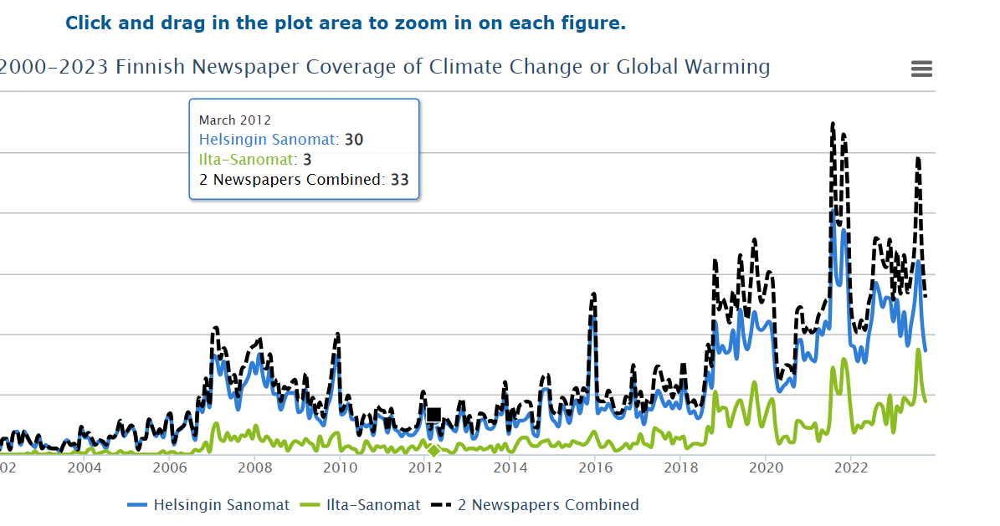 Click and drag in the plot area to zoom in on each figure.
2000-2023 Finnish Newspaper Coverage of Climate Change or Global Warming
March 2012
Helsingin Sanomat: 30
Ilta-Sanomat: 3
2 Newspapers Combined: 33
02 2004 2006 2008 2010 2012 2014 2016 2018 2020 2022
Helsingin Sanomat Ilta-Sanomat 2 Newspapers Combined